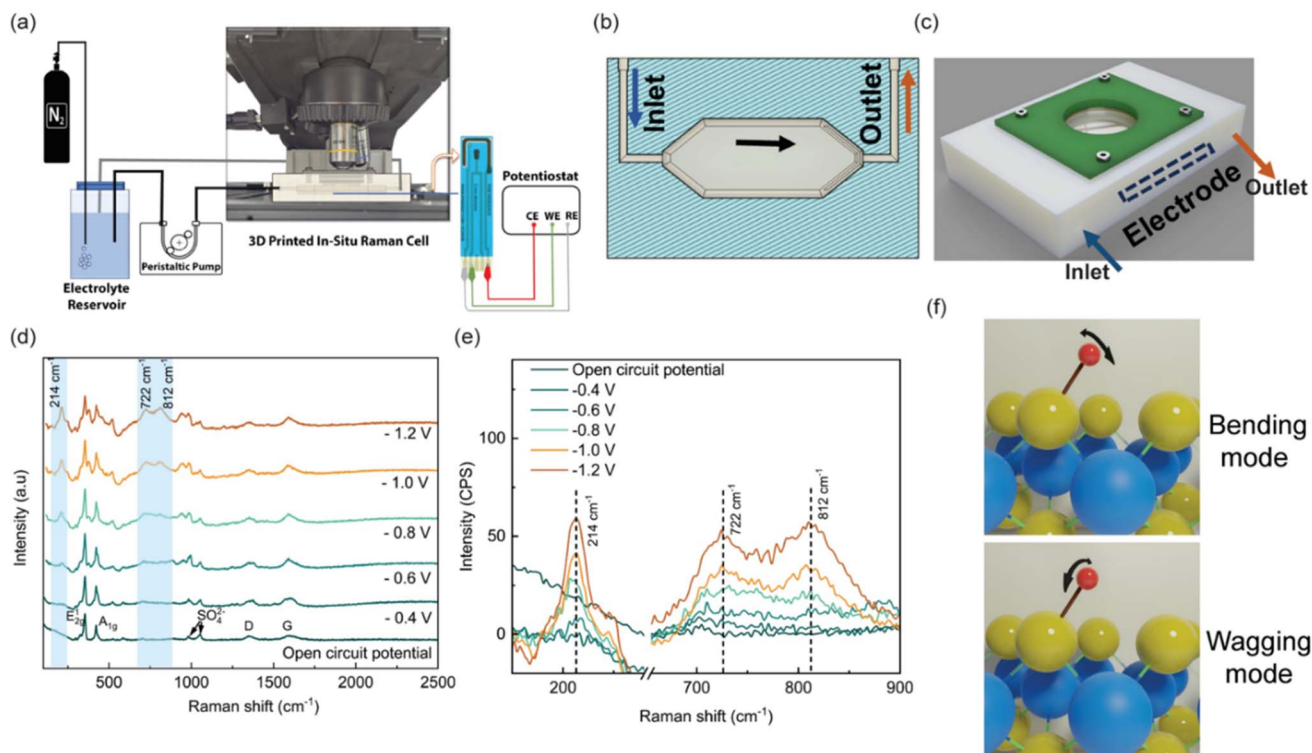 (a)
N2
Electrolyte
Reservoir
Peristaltic Pump
3D Printed In-Situ Raman Cell
Potentiostat
CE WE RE
(b)
Inlet
Outlet
(c)
Electrode
Outlet
Inlet
(d)
214 cm-1
722 cm-1
812 cm-1
- 1.2 V
- 1.0 V
- 0.8 V
- 0.6 V
- 0.4 V
E12g
A1g
SO42-
D
G
Open circuit potential
Intensity (a.u)
500 1000 1500 2000 2500
Raman shift (cm-1)
(e)
Open circuit potential
-0.4 V
-0.6 V
-0.8 V
-1.0 V
-1.2 V
100
50
0
Intensity (CPS)
214 cm-1
722 cm-1
812 cm-1
200 700 800 900
Raman shift (cm-1)
(f)
Bending
mode
Wagging
mode